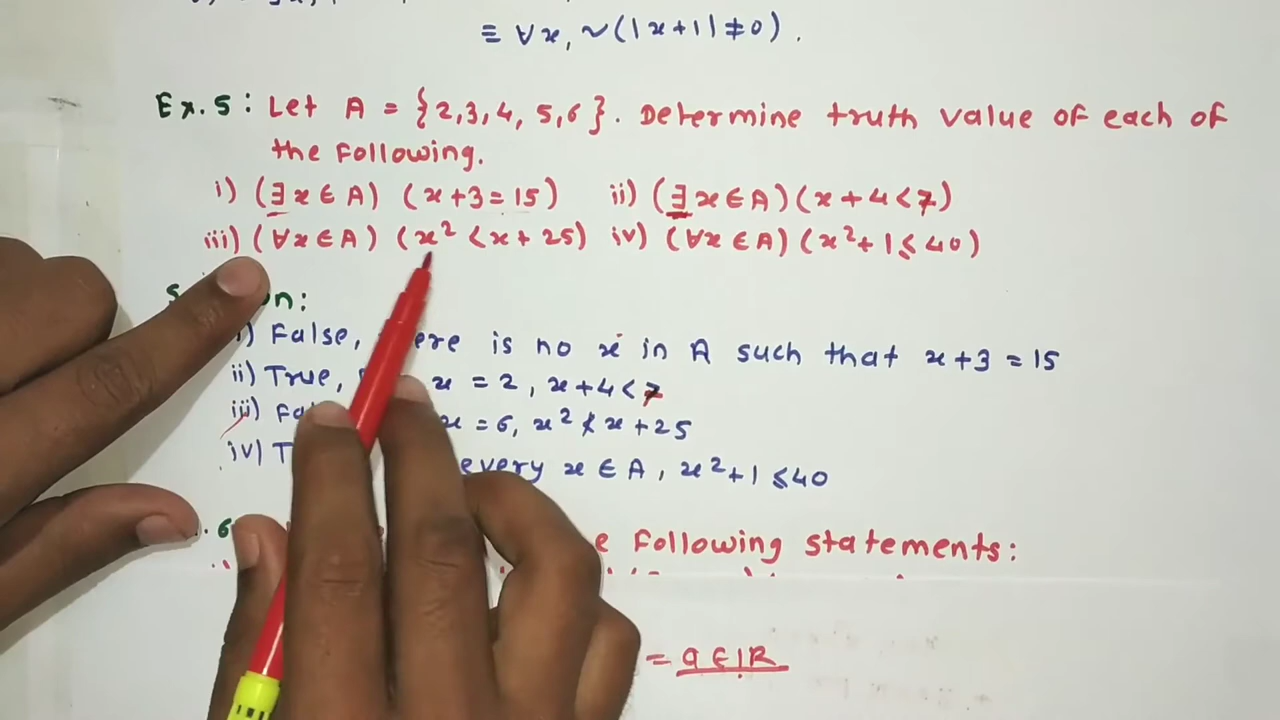 ≡ ∀x, ~(|x+1| ≠ 0).
Ex.5: Let A = {2,3,4, 5,6}. Determine truth value of each of
the following.
i) (∃x∈A) (x+3=15) ii) (∃x∈A)(x+4<7)
iii) (∀x∈A) (x² <x+25) iv) (∀x∈A) (x²+1≤40)
i) False, there is no x in A such that x+3 = 15
ii) True, x = 2, x+4<7
iii) x = 6, x² ≮ x+25
iv) every x ∈ A, x²+1 ≤40
following statements:
= a∈IR